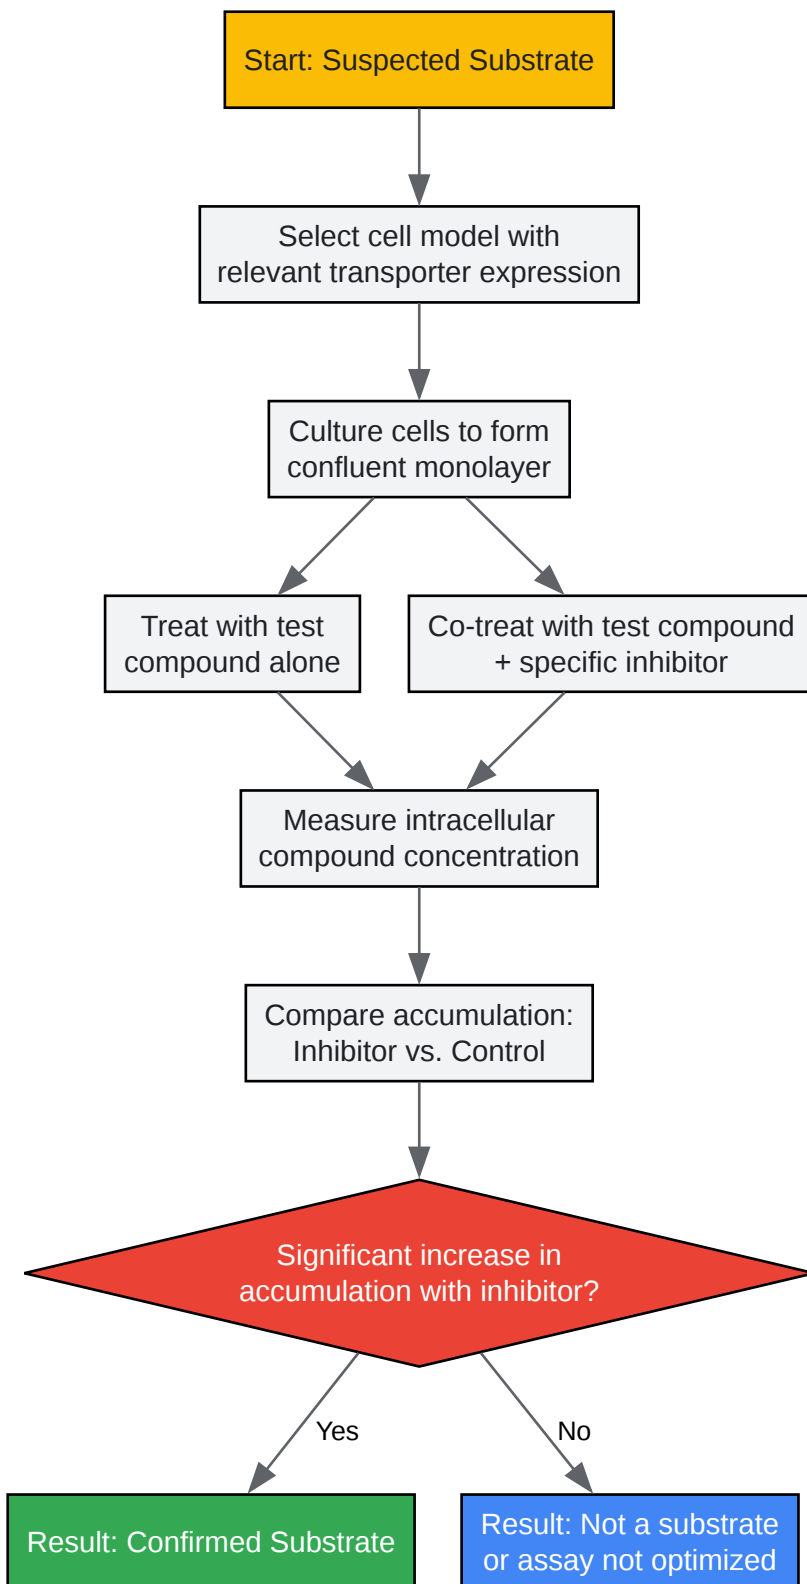 Start: Suspected Substrate
Select cell model with
relevant transporter expression
Culture cells to form
confluent monolayer
Treat with test
compound alone
Co-treat with test compound
+ specific inhibitor
Measure intracellular
compound concentration
Compare accumulation:
Inhibitor vs. Control
Significant increase in
accumulation with inhibitor?
Yes
No
Result: Confirmed Substrate
Result: Not a substrate
or assay not optimized